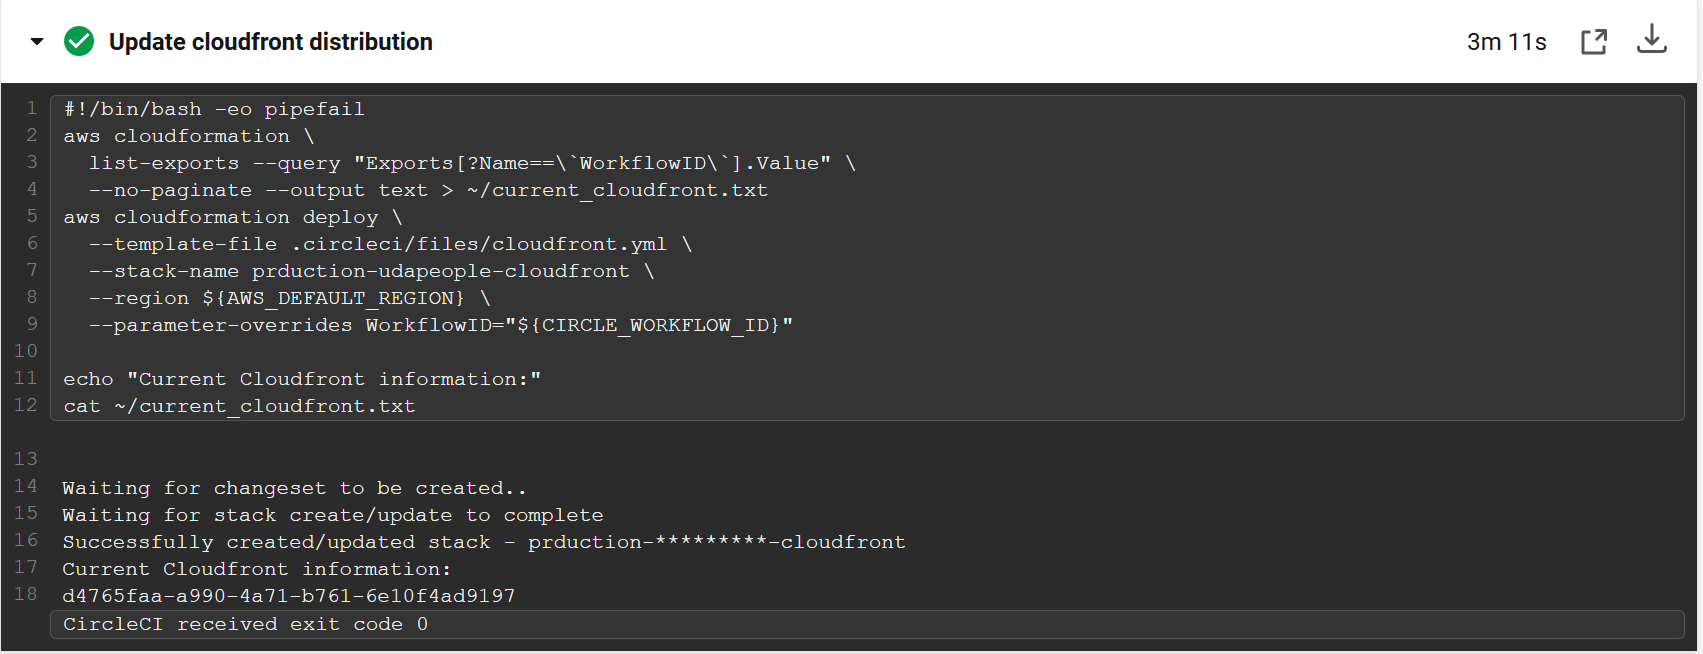 Update cloudfront distribution
3m 11s
1 #!/bin/bash -eo pipefail
2 aws cloudformation \
3   list-exports --query "Exports[?Name==\`WorkflowID\`].Value" \
4   --no-paginate --output text > ~/current_cloudfront.txt
5 aws cloudformation deploy \
6   --template-file .circleci/files/cloudfront.yml \
7   --stack-name prduction-udapeople-cloudfront \
8   --region ${AWS_DEFAULT_REGION} \
9   --parameter-overrides WorkflowID="${CIRCLE_WORKFLOW_ID}"
10
11 echo "Current Cloudfront information:"
12 cat ~/current_cloudfront.txt
13
14 Waiting for changeset to be created..
15 Waiting for stack create/update to complete
16 Successfully created/updated stack - prduction-*********-cloudfront
17 Current Cloudfront information:
18 d4765faa-a990-4a71-b761-6e10f4ad9197
CircleCI received exit code 0